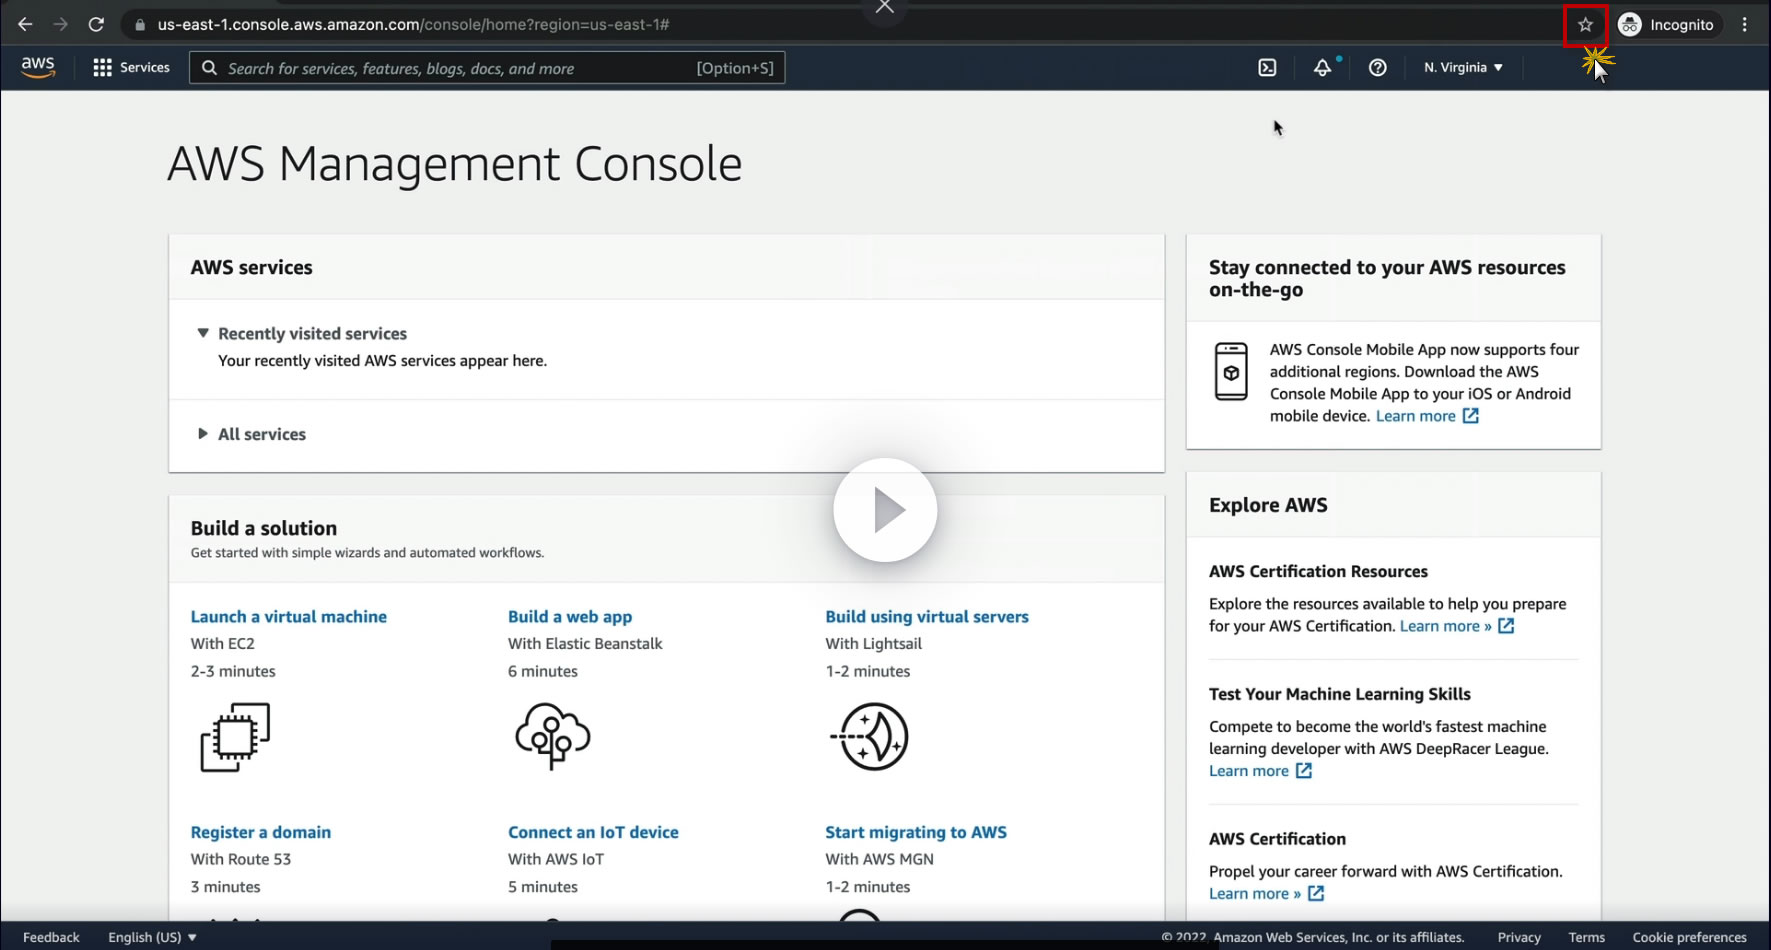 us-east-1.console.aws.amazon.com/console/home?region=us-east-1#
Incognito
aws
Services
Search for services, features, blogs, docs, and more
[Option+S]
N. Virginia
AWS Management Console
AWS services
Recently visited services
Your recently visited AWS services appear here.
All services
Build a solution
Get started with simple wizards and automated workflows.
Launch a virtual machine
With EC2
2-3 minutes
Build a web app
With Elastic Beanstalk
6 minutes
Build using virtual servers
With Lightsail
1-2 minutes
Register a domain
With Route 53
3 minutes
Connect an IoT device
With AWS IoT
5 minutes
Start migrating to AWS
With AWS MGN
1-2 minutes
Stay connected to your AWS resources
on-the-go
AWS Console Mobile App now supports four
additional regions. Download the AWS
Console Mobile App to your iOS or Android
mobile device. Learn more
Explore AWS
AWS Certification Resources
Explore the resources available to help you prepare
for your AWS Certification. Learn more »
Test Your Machine Learning Skills
Compete to become the world's fastest machine
learning developer with AWS DeepRacer League.
Learn more
AWS Certification
Propel your career forward with AWS Certification.
Learn more »
Feedback
English (US)
© 2022, Amazon Web Services, Inc. or its affiliates.
Privacy
Terms
Cookie preferences